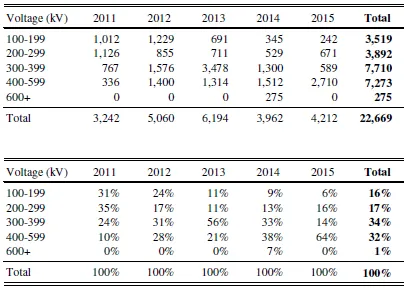 Voltage (kV) 2011 2012 2013 2014 2015 Total
100-199 1,012 1,229 691 345 242 3,519
200-299 1,126 855 711 529 671 3,892
300-399 767 1,576 3,478 1,300 589 7,710
400-599 336 1,400 1,314 1,512 2,710 7,273
600+ 0 0 0 275 0 275
Total 3,242 5,060 6,194 3,962 4,212 22,669
Voltage (kV) 2011 2012 2013 2014 2015 Total
100-199 31% 24% 11% 9% 6% 16%
200-299 35% 17% 11% 13% 16% 17%
300-399 24% 31% 56% 33% 14% 34%
400-599 10% 28% 21% 38% 64% 32%
600+ 0% 0% 0% 7% 0% 1%
Total 100% 100% 100% 100% 100% 100%